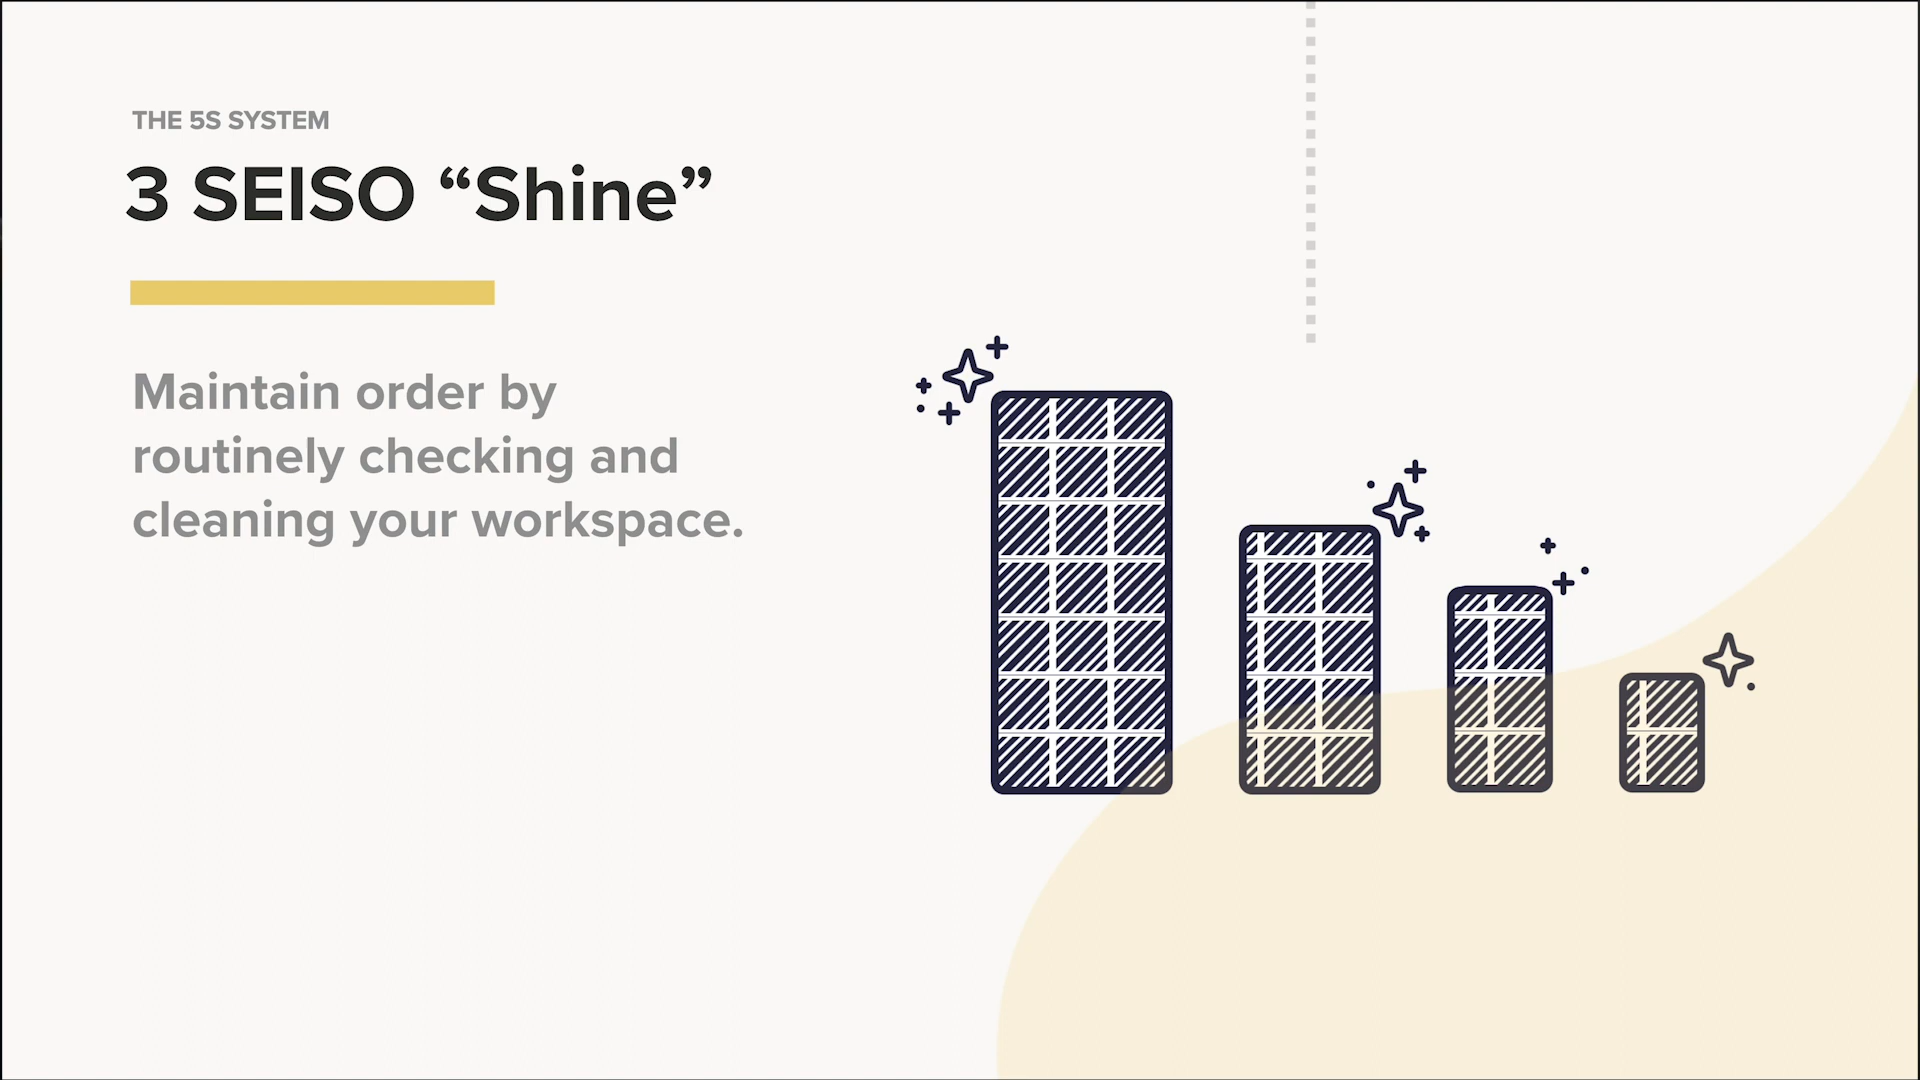 THE 5S SYSTEM
3 SEISO “Shine”
Maintain order by
routinely checking and
cleaning your workspace.